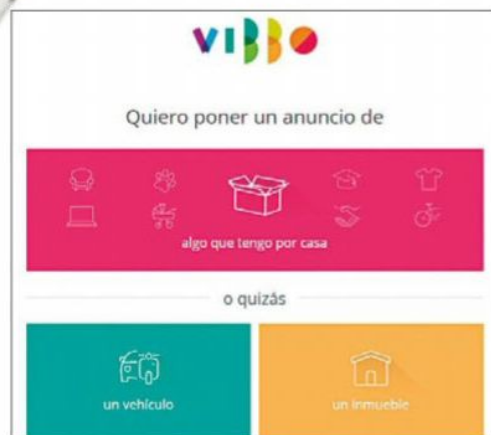 VIBBO
Quiero poner un anuncio de
algo que tengo por casa
o quizás
un vehículo
un inmueble